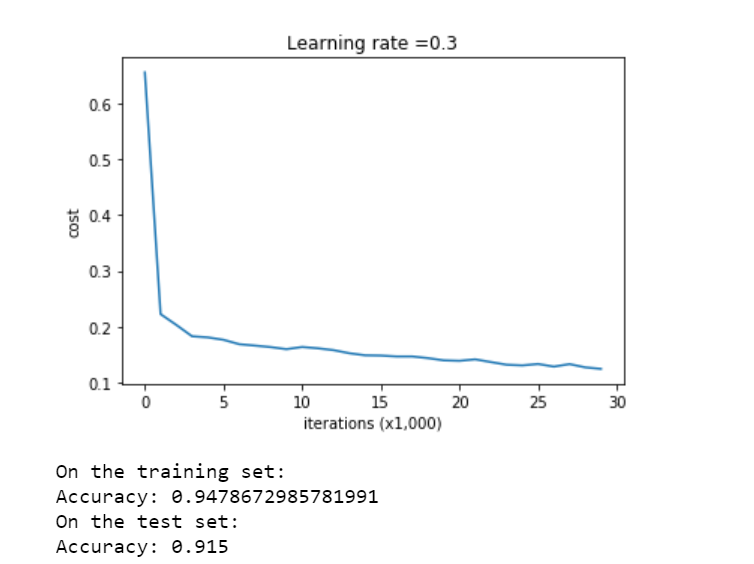 Learning rate =0.3
0.6
0.5
0.4
0.3
0.2
0.1
cost
0 5 10 15 20 25 30
iterations (x1,000)
On the training set:
Accuracy: 0.9478672985781991
On the test set:
Accuracy: 0.915